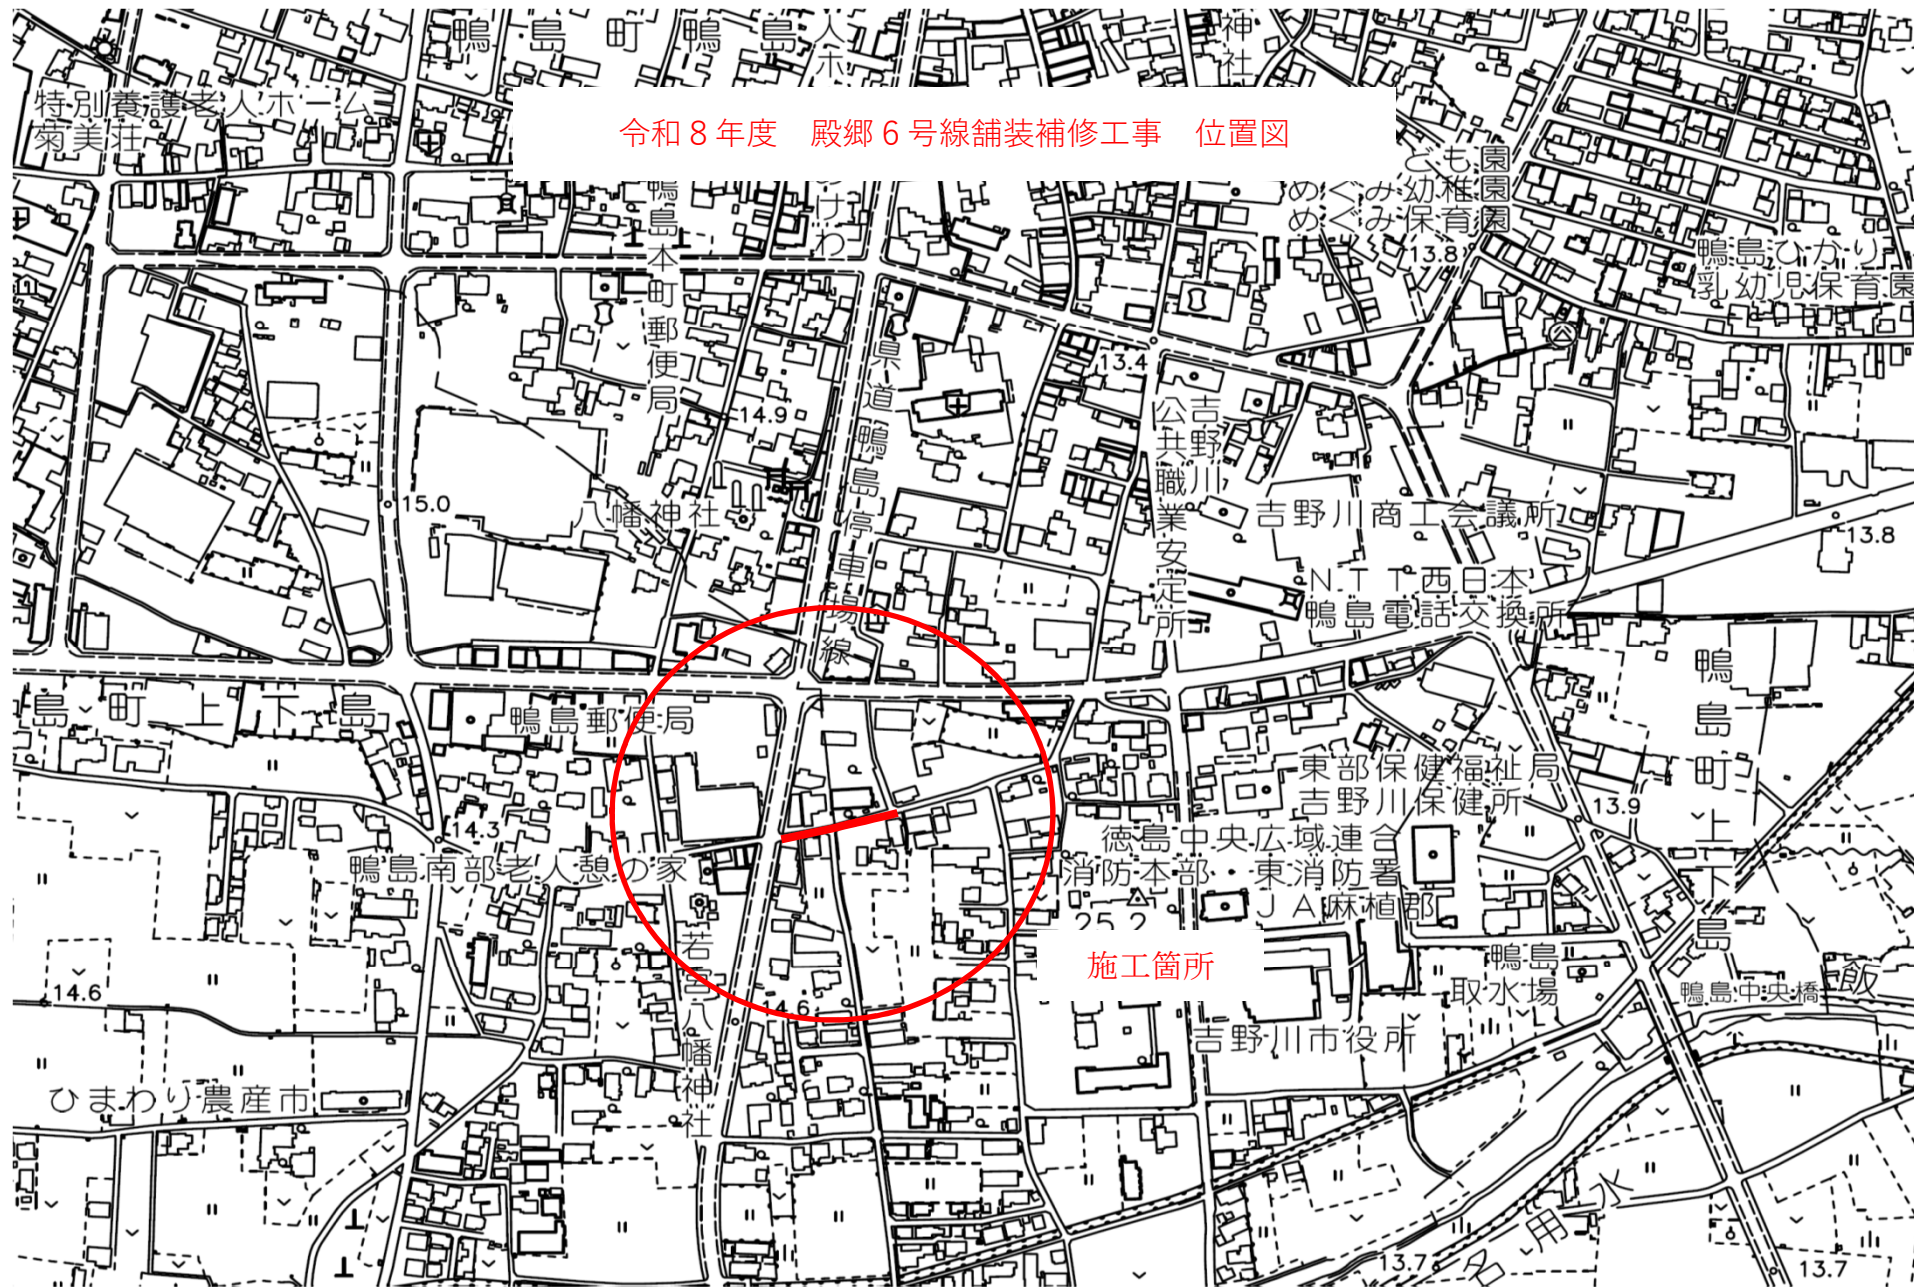 鴨島町鴨島
神社
特別養護老人ホーム
菊美荘
令和８年度　殿郷６号線舗装補修工事　位置図
めぐみ幼稚園
めぐみ保育園
13.8
鴨島ひかり
乳幼児保育園
鴨島本町郵便局
県道鴨島停車場線
13.4
14.9
吉野川
公共職業安定所
15.0
八幡神社
吉野川商工会議所
13.8
ＮＴＴ西日本
鴨島電話交換所
島町上下島
鴨島郵便局
鴨島町上下島
東部保健福祉局
吉野川保健所
13.9
14.3
徳島中央広域連合
消防本部・東消防署
鴨島南部老人憩の家
ＪＡ麻植郡
25.2
若宮八幡神社
施工箇所
鴨島
取水場
鴨島中央橋
飯
14.6
14.6
吉野川市役所
ひまわり農産市
用水
13.7
13.7